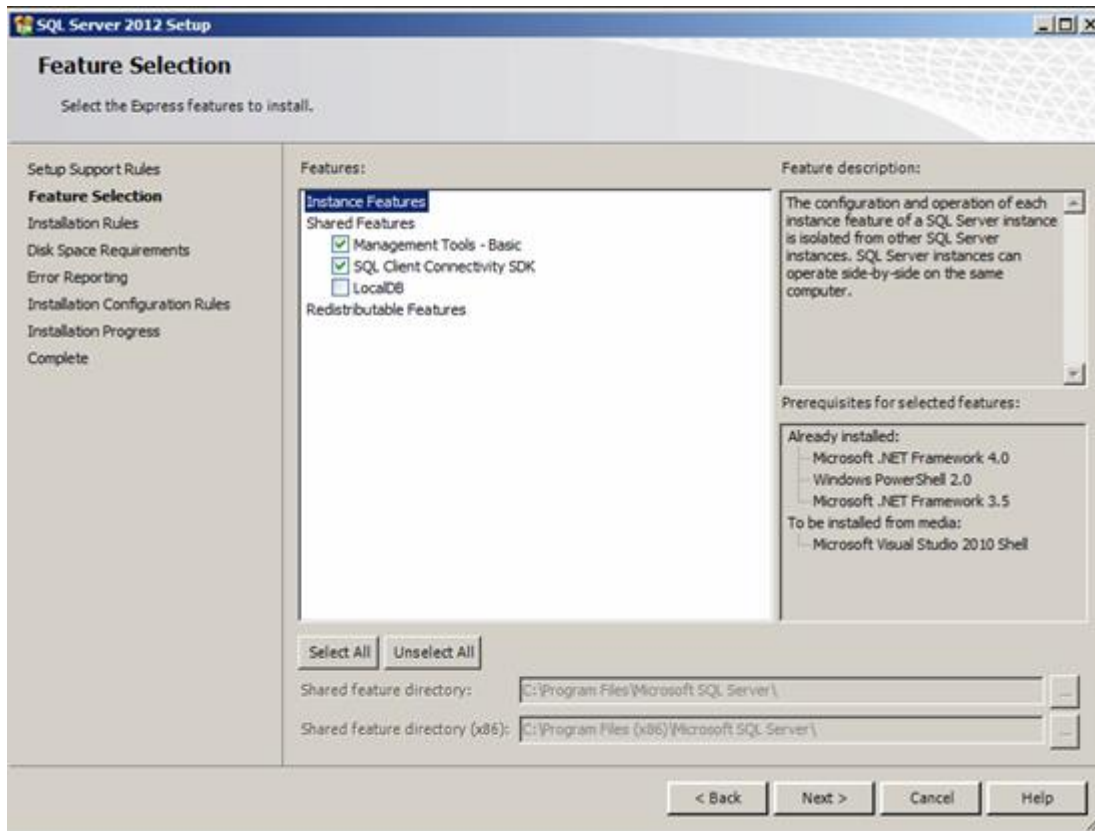 SQL Server 2012 Setup
Feature Selection
Select the Express features to install.
Setup Support Rules
Feature Selection
Installation Rules
Disk Space Requirements
Error Reporting
Installation Configuration Rules
Installation Progress
Complete
Features:
Instance Features
Shared Features
Management Tools - Basic
SQL Client Connectivity SDK
LocalDB
Redistributable Features
Feature description:
The configuration and operation of each
instance feature of a SQL Server instance
is isolated from other SQL Server
instances. SQL Server instances can
operate side-by-side on the same
computer.
Prerequisites for selected features:
Already installed:
Microsoft .NET Framework 4.0
Windows PowerShell 2.0
Microsoft .NET Framework 3.5
To be installed from media:
Microsoft Visual Studio 2010 Shell
Select All
Unselect All
Shared feature directory:
C:\Program Files\Microsoft SQL Server\
...
Shared feature directory (x86):
C:\Program Files (x86)\Microsoft SQL Server\
...
< Back
Next >
Cancel
Help